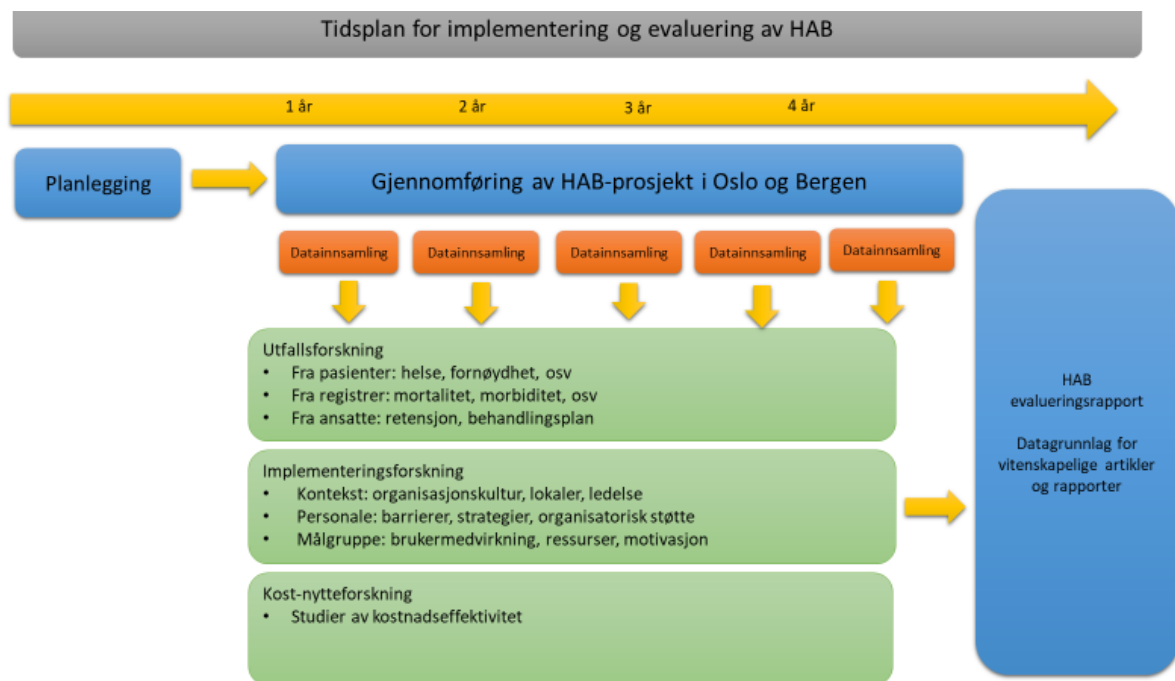 Tidsplan for implementering og evaluering av HAB
1 år
2 år
3 år
4 år
Planlegging
Gjennomføring av HAB-prosjekt i Oslo og Bergen
Datainnsamling
Datainnsamling
Datainnsamling
Datainnsamling
Datainnsamling
Utfallsforskning
• Fra pasienter: helse, fornøydhet, osv
• Fra registrer: mortalitet, morbiditet, osv
• Fra ansatte: retensjon, behandlingsplan
Implementeringsforskning
• Kontekst: organisasjonskultur, lokaler, ledelse
• Personale: barrierer, strategier, organisatorisk støtte
• Målgruppe: brukermedvirkning, ressurser, motivasjon
Kost-nytteforskning
• Studier av kostnadseffektivitet
HAB
evalueringsrapport
Datagrunnlag for
vitenskapelige artikler
og rapporter